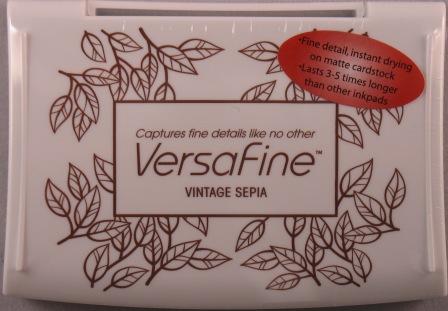 •Fine detail, instant drying
on matte cardstock
•Lasts 3-5 times longer
than other inkpads
Captures fine details like no other
VersaFine™
VINTAGE SEPIA